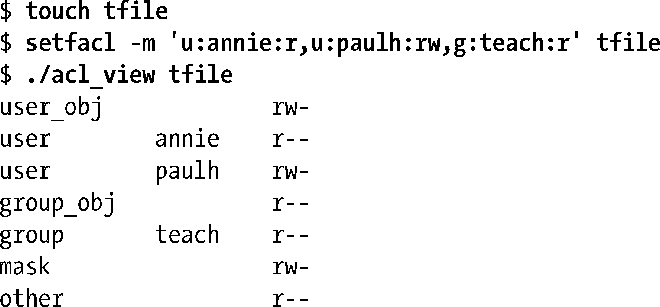 $ touch tfile
$ setfacl -m 'u:annie:r,u:paulh:rw,g:teach:r' tfile
$ ./acl_view tfile
user_obj                rw-
user        annie       r--
user        paulh       rw-
group_obj               r--
group       teach       r--
mask                    rw-
other                   r--